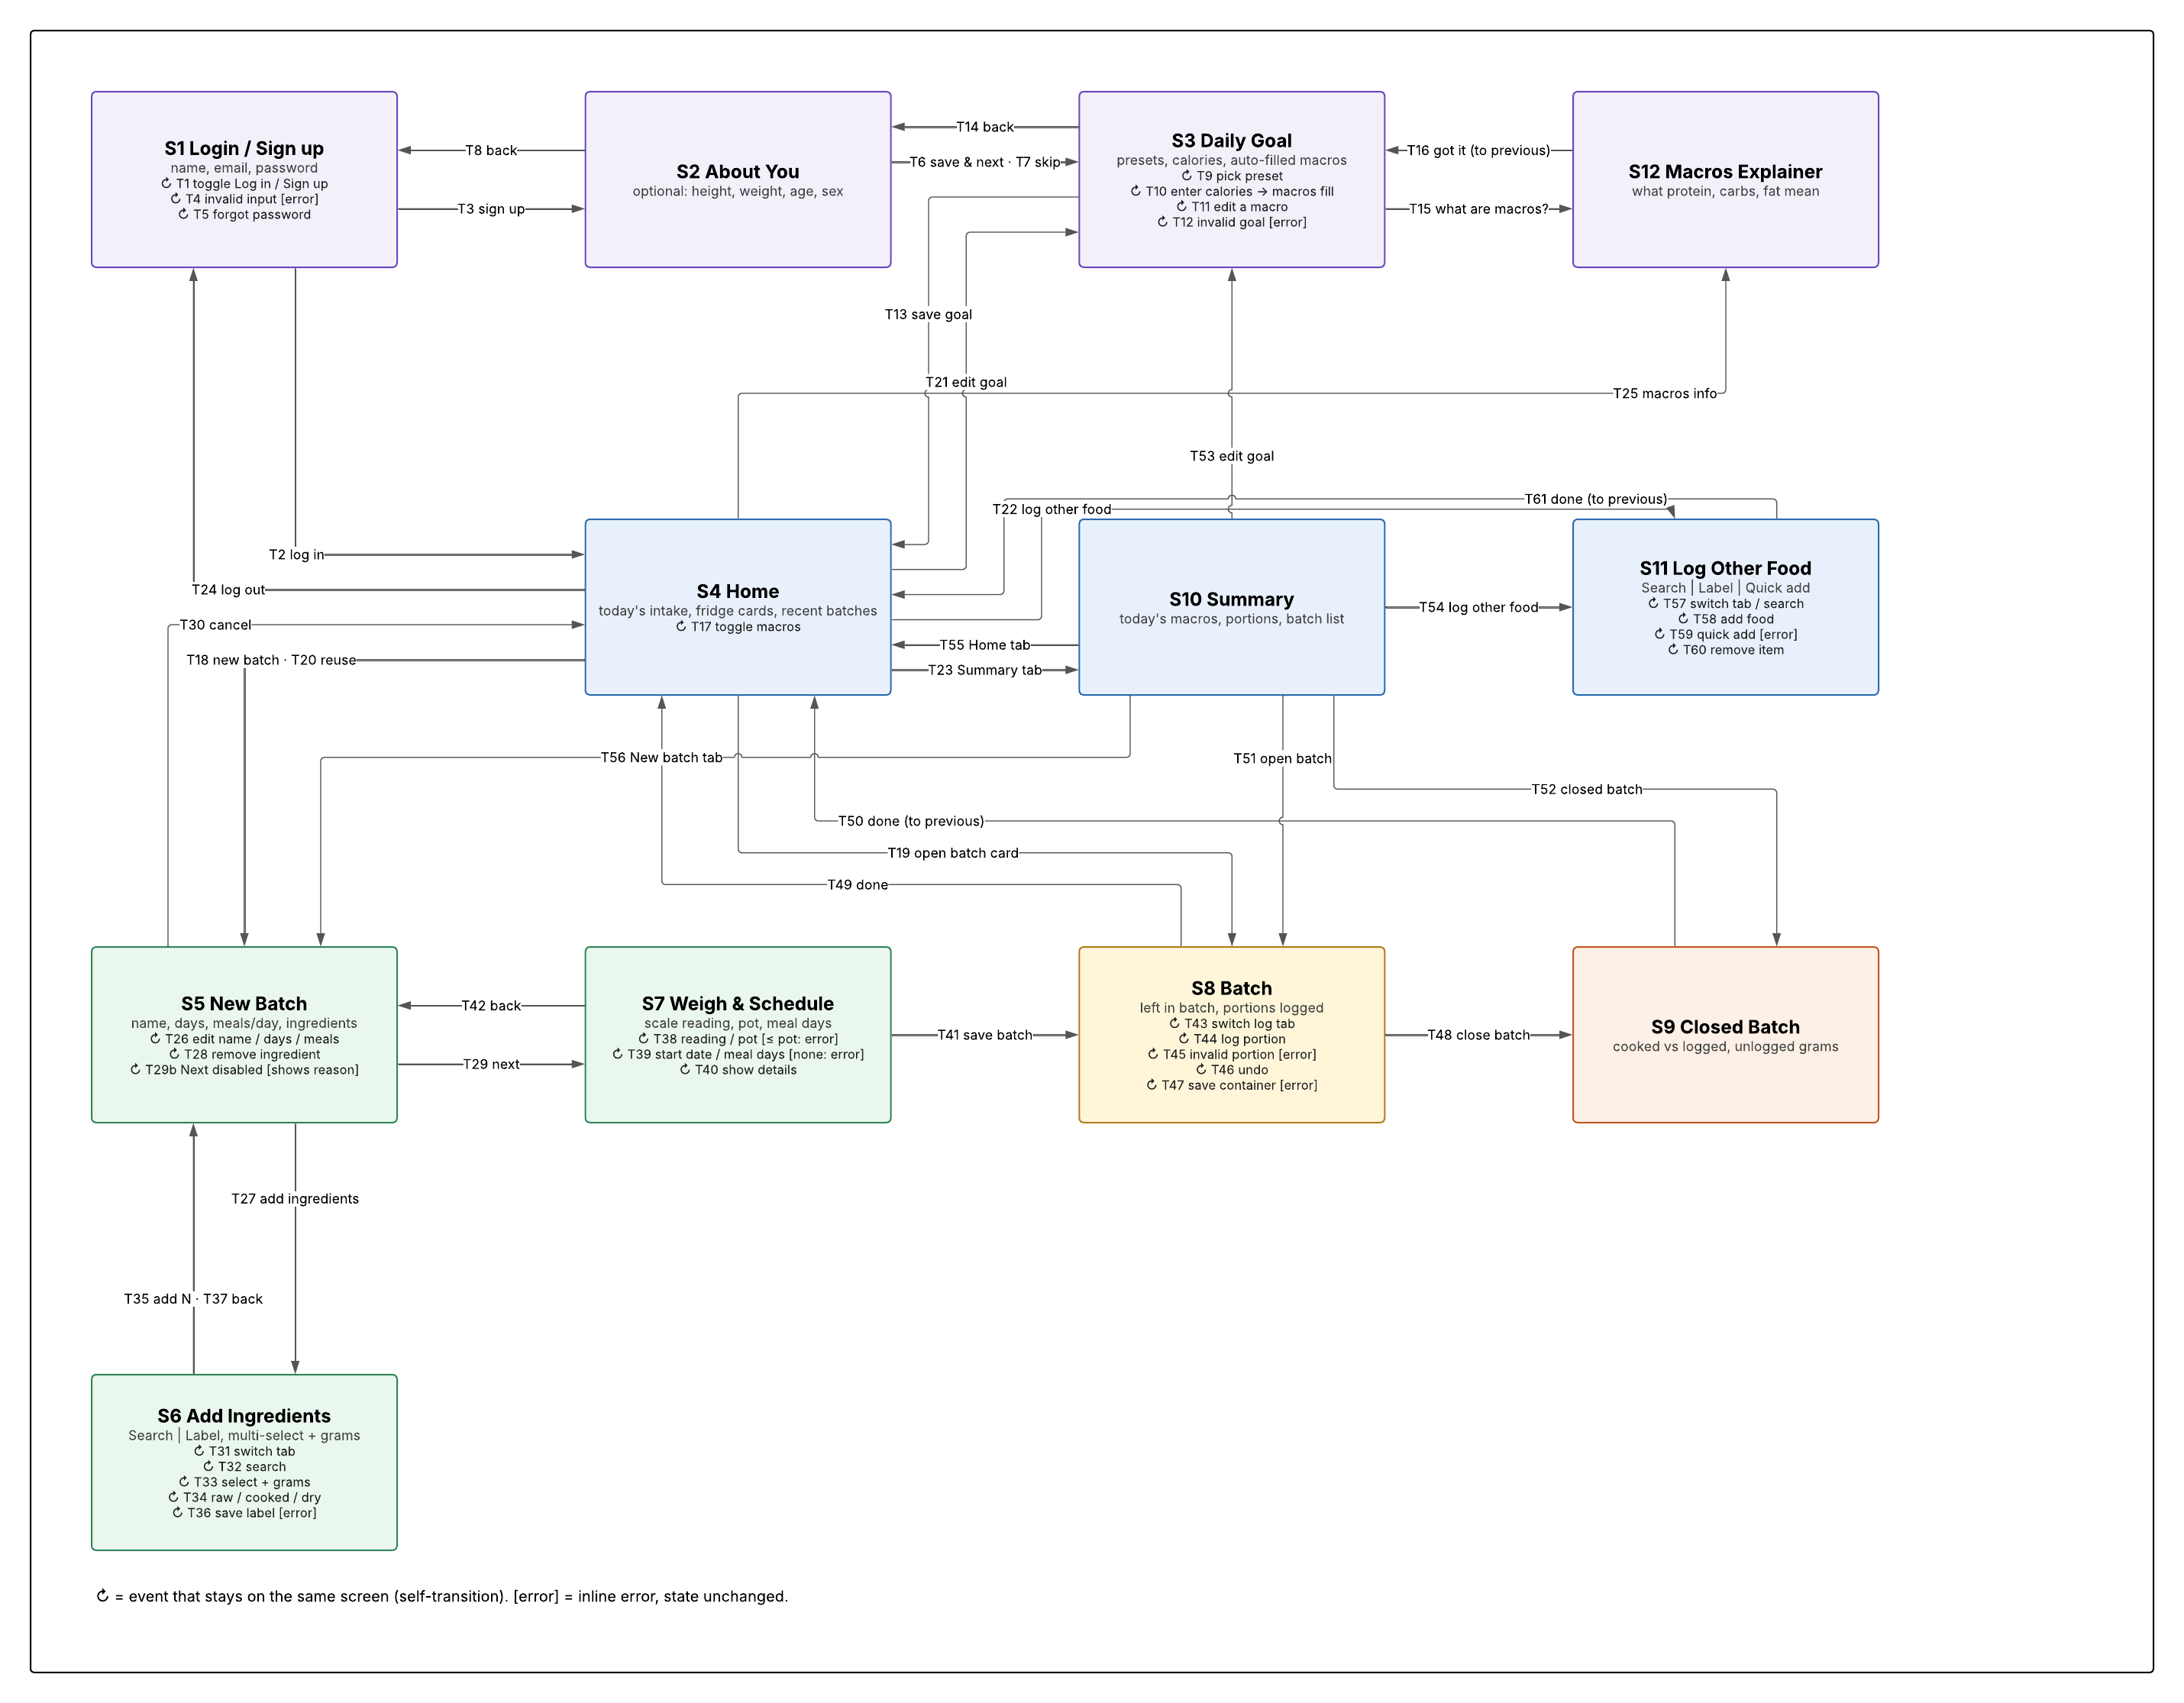 S1 Login / Sign up
name, email, password
↻ T1 toggle Log in / Sign up
↻ T4 invalid input [error]
↻ T5 forgot password
T8 back
T3 sign up
S2 About You
optional: height, weight, age, sex
T14 back
T6 save & next · T7 skip
S3 Daily Goal
presets, calories, auto-filled macros
↻ T9 pick preset
↻ T10 enter calories → macros fill
↻ T11 edit a macro
↻ T12 invalid goal [error]
T16 got it (to previous)
T15 what are macros?
S12 Macros Explainer
what protein, carbs, fat mean
T13 save goal
T21 edit goal
T25 macros info
T53 edit goal
T61 done (to previous)
T22 log other food
T2 log in
T24 log out
T30 cancel
T18 new batch · T20 reuse
S4 Home
today's intake, fridge cards, recent batches
↻ T17 toggle macros
T55 Home tab
T23 Summary tab
S10 Summary
today's macros, portions, batch list
T54 log other food
S11 Log Other Food
Search | Label | Quick add
↻ T57 switch tab / search
↻ T58 add food
↻ T59 quick add [error]
↻ T60 remove item
T56 New batch tab
T51 open batch
T52 closed batch
T50 done (to previous)
T19 open batch card
T49 done
S5 New Batch
name, days, meals/day, ingredients
↻ T26 edit name / days / meals
↻ T28 remove ingredient
↻ T29b Next disabled [shows reason]
T42 back
T29 next
S7 Weigh & Schedule
scale reading, pot, meal days
↻ T38 reading / pot [≤ pot: error]
↻ T39 start date / meal days [none: error]
↻ T40 show details
T41 save batch
S8 Batch
left in batch, portions logged
↻ T43 switch log tab
↻ T44 log portion
↻ T45 invalid portion [error]
↻ T46 undo
↻ T47 save container [error]
T48 close batch
S9 Closed Batch
cooked vs logged, unlogged grams
T27 add ingredients
T35 add N · T37 back
S6 Add Ingredients
Search | Label, multi-select + grams
↻ T31 switch tab
↻ T32 search
↻ T33 select + grams
↻ T34 raw / cooked / dry
↻ T36 save label [error]
↻ = event that stays on the same screen (self-transition). [error] = inline error, state unchanged.